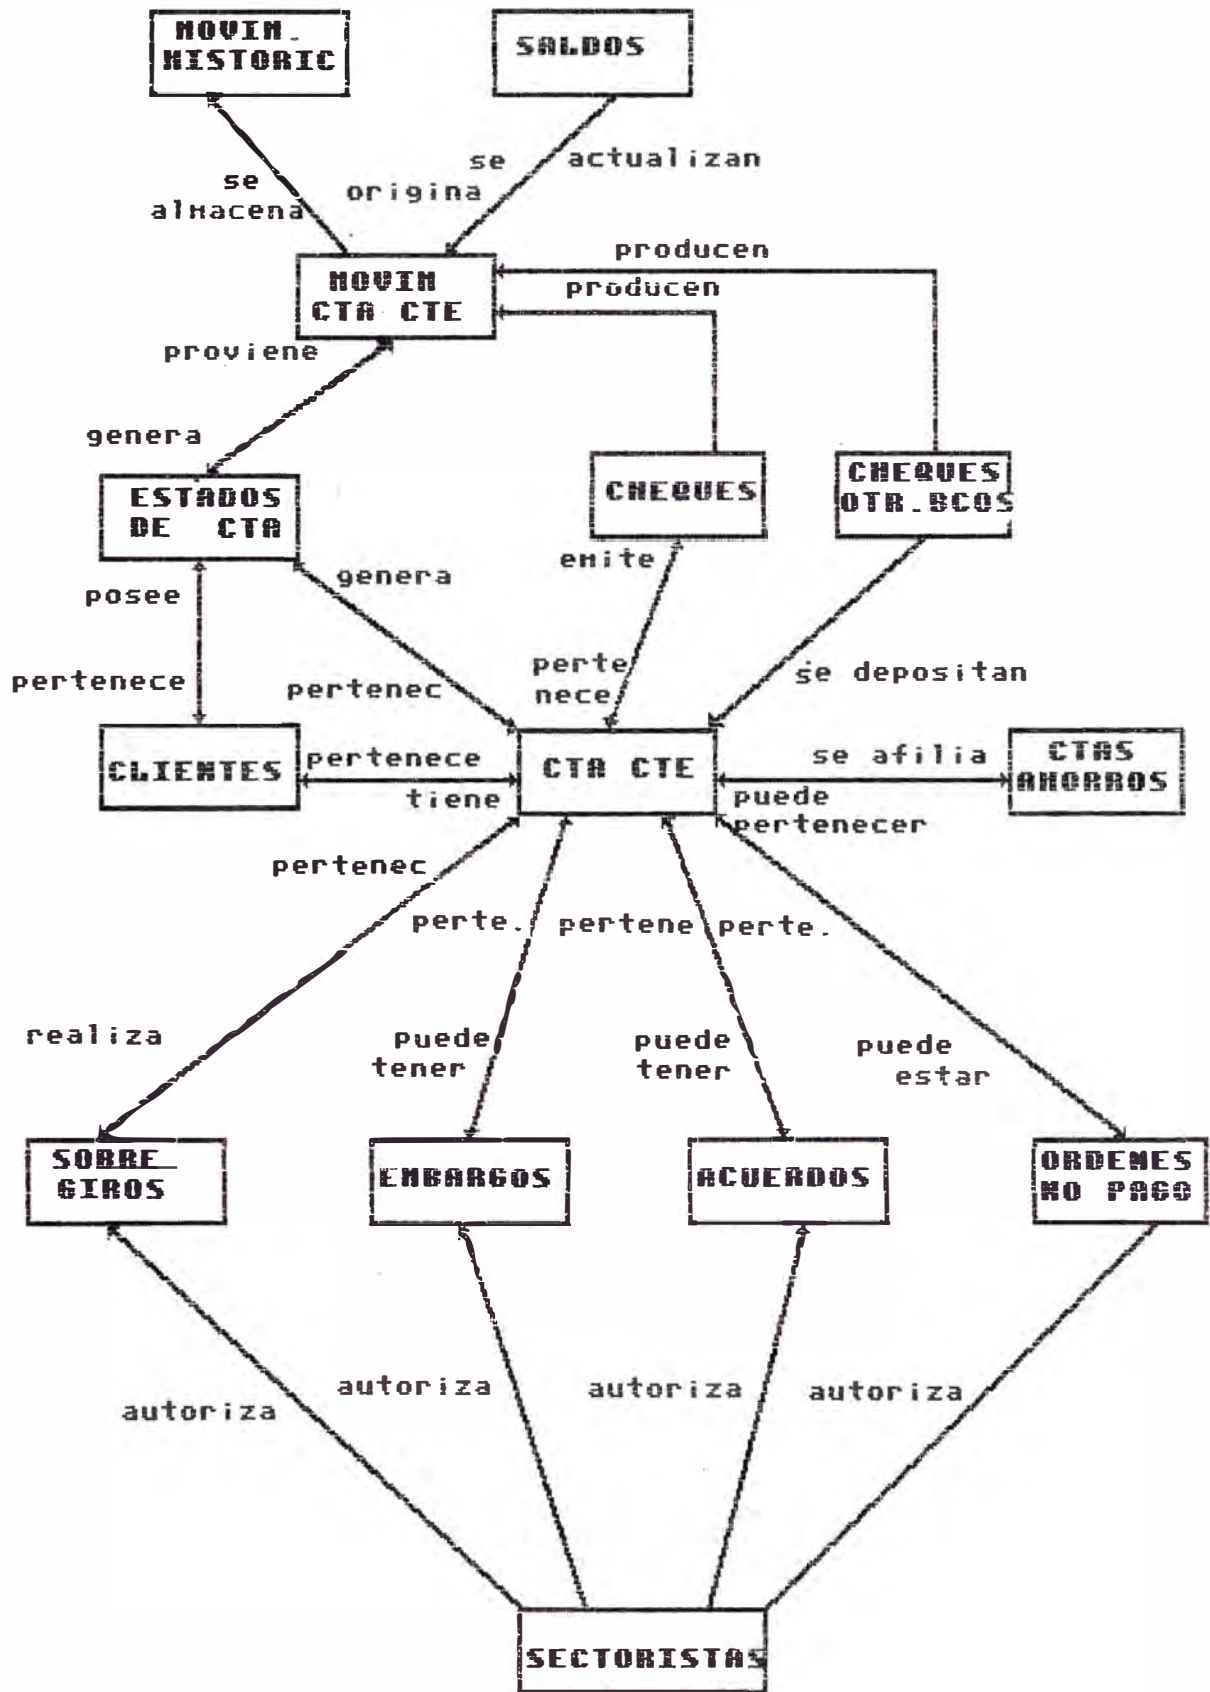 MOVIM.
HISTORIC
SALDOS
se actualizan
se
origina
almacena
MOVIM
CTA CTE
producen
producen
proviene
genera
ESTADOS
DE CTA
CHEQUES
CHEQUES
OTR.BCOS
emite
genera
posee
perte
nece
se depositan
pertenece
pertenec
CLIENTES
pertenece
tiene
CTA CTE
se afilia
puede
pertenecer
CTAS
AHORROS
pertenec
perte.
pertene
perte.
realiza
puede
tener
puede
tener
puede
estar
SOBRE
GIROS
EMBARGOS
ACUERDOS
ORDENES
NO PAGO
autoriza
autoriza
autoriza
autoriza
SECTORISTAS